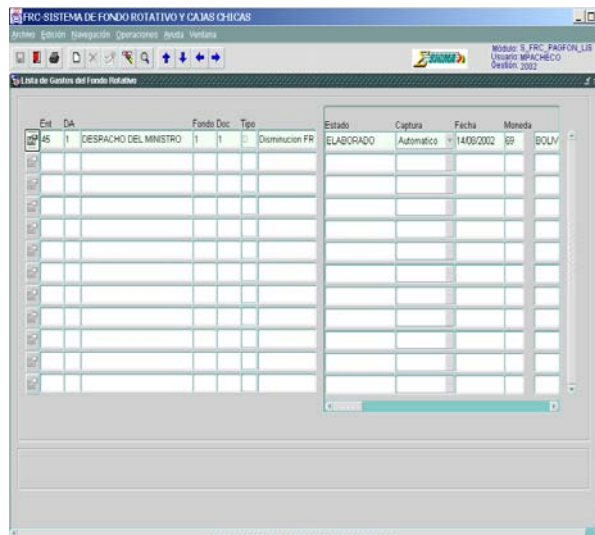 FRC-SISTEMA DE FONDO ROTATIVO Y CAJAS CHICAS
Archivo Edición Navegación Operaciones Ayuda Ventana
SIGMA
Módulo: S_FRC_PAGFON_LIS
Usuario: MPACHECO
Gestión: 2002
Lista de Gastos del Fondo Rotativo
Ent DA Fondo Doc Tipo Estado Captura Fecha Moneda
45 1 DESPACHO DEL MINISTRO 1 1 D Disminucion FR ELABORADO Automatico 14/08/2002 69 BOLIV